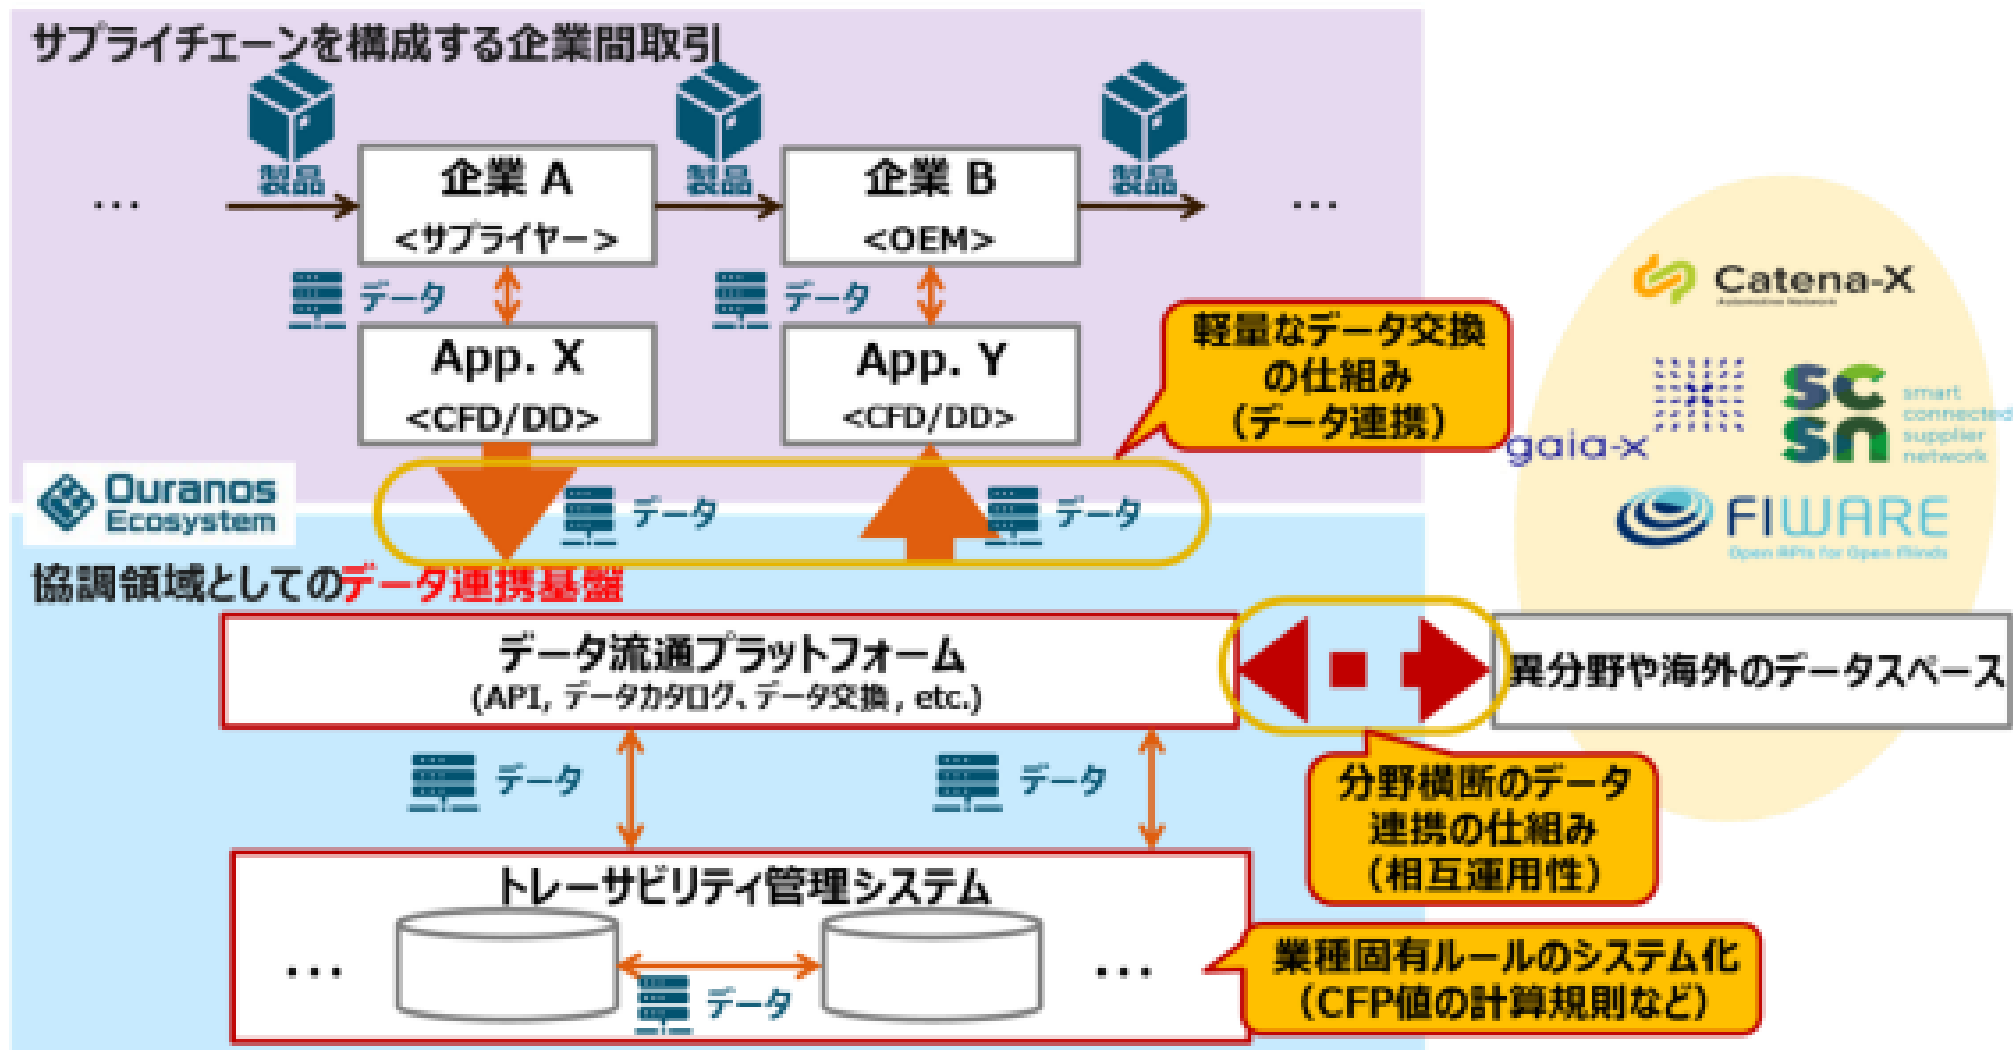 サプライチェーンを構成する企業間取引
製品
製品
製品
…
企業 A
<サプライヤー>
企業 B
<OEM>
…
データ
データ
App. X
<CFD/DD>
App. Y
<CFD/DD>
軽量なデータ交換
の仕組み
(データ連携)
Catena-X
Automotive Network
gaia-x
SC
SN
smart
connected
supplier
network
FIWARE
Open APIs for Open Minds
Ouranos
Ecosystem
データ
データ
協調領域としてのデータ連携基盤
データ流通プラットフォーム
(API, データカタログ、データ交換, etc.)
異分野や海外のデータスペース
データ
データ
分野横断のデータ
連携の仕組み
(相互運用性)
トレーサビリティ管理システム
…
データ
…
業種固有ルールのシステム化
(CFP値の計算規則など)